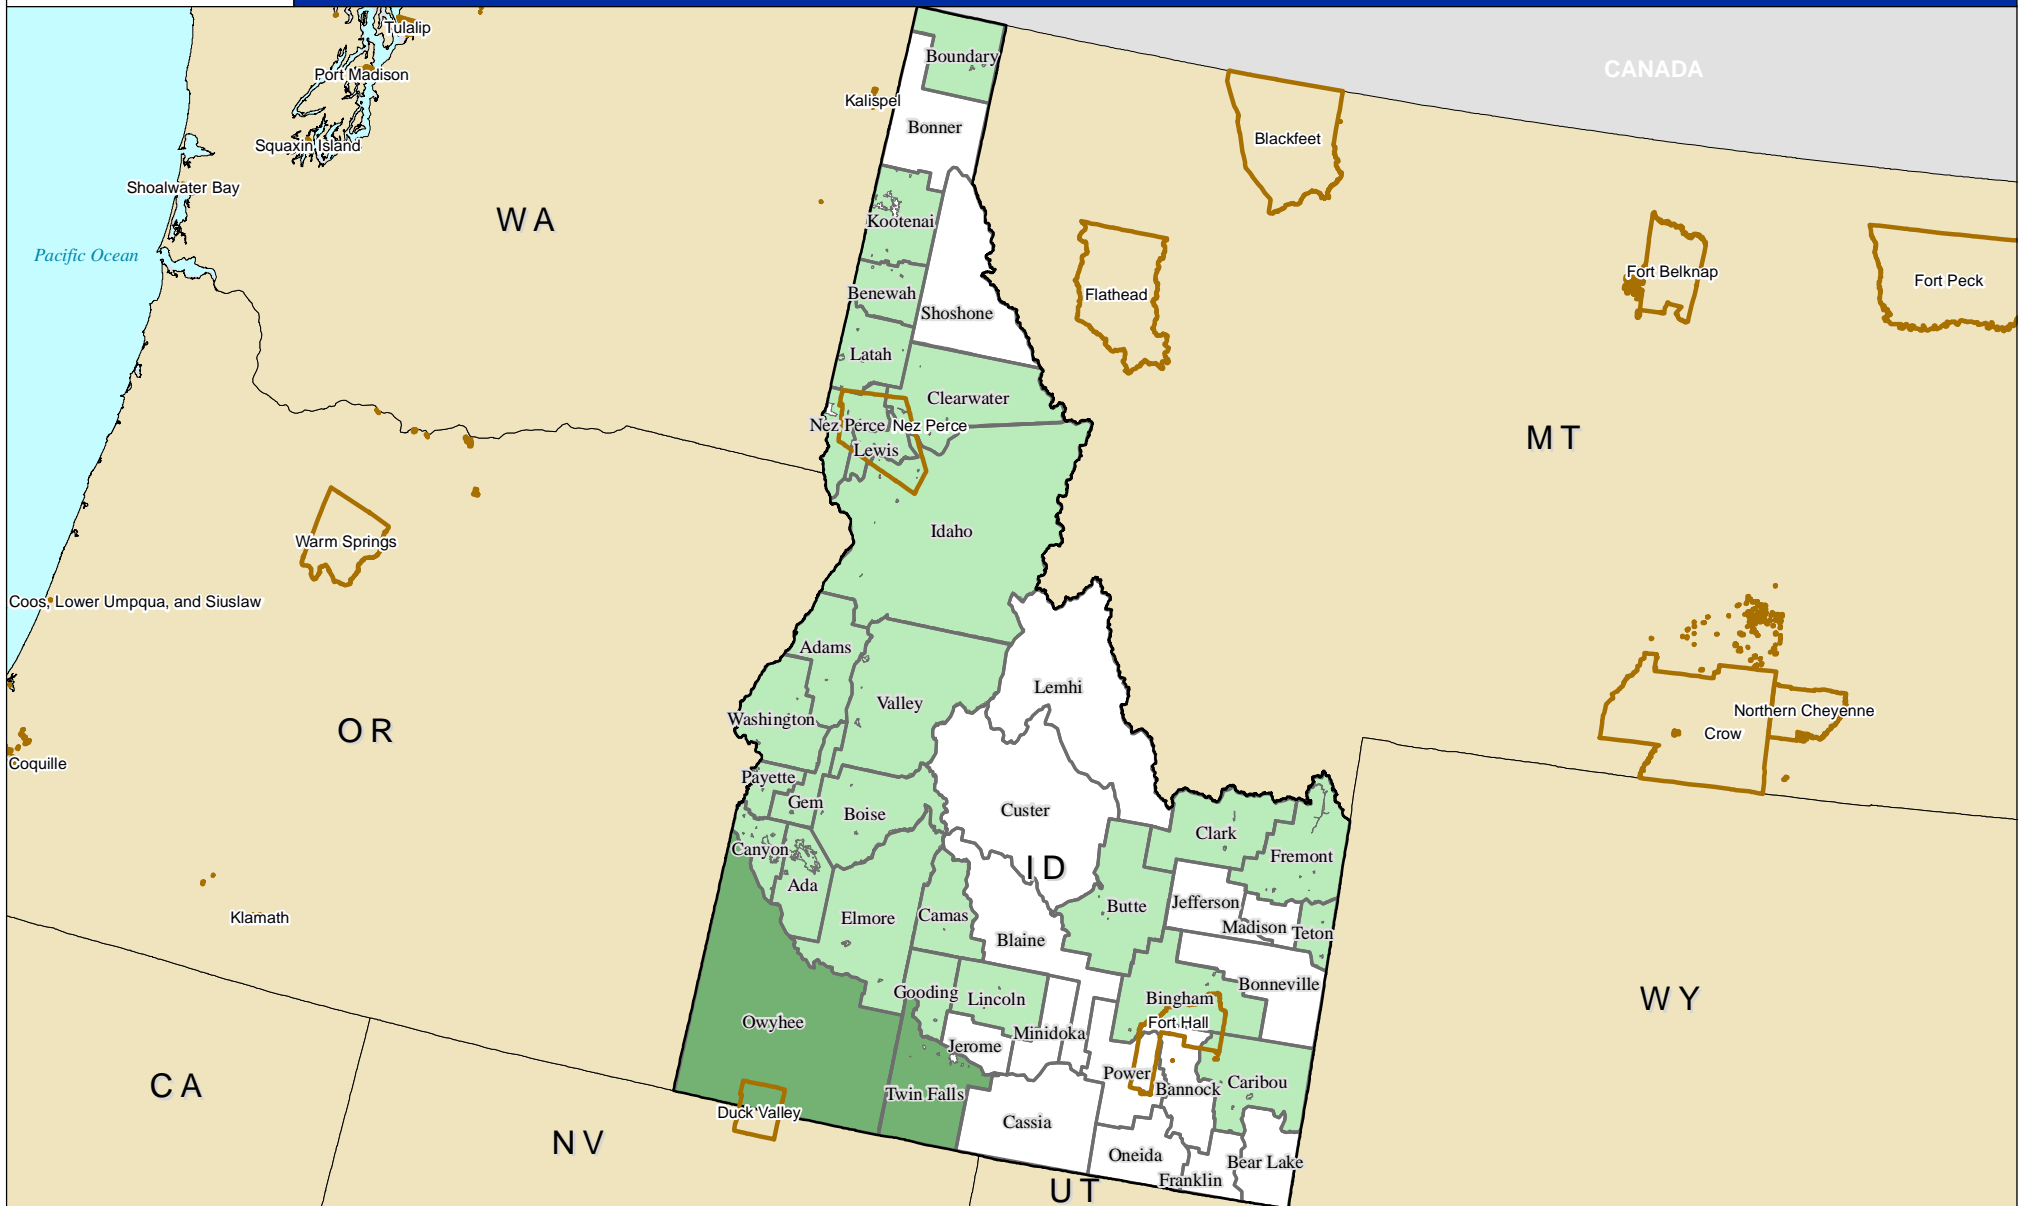 Tulalip
Boundary
CANADA
Port Madison
Kalispel
Bonner
Blackfeet
Squaxin Island
Shoalwater Bay
WA
Kootenai
Pacific Ocean
Fort Belknap
Fort Peck
Benewah
Flathead
Shoshone
Latah
Clearwater
Nez Perce
Nez Perce
MT
Lewis
Idaho
Warm Springs
Coos, Lower Umpqua, and Siuslaw
Adams
Lemhi
Valley
Washington
Northern Cheyenne
OR
Crow
Coquille
Payette
Gem
Custer
Boise
Clark
Canyon
Fremont
ID
Ada
Jefferson
Butte
Klamath
Elmore
Camas
Madison
Teton
Blaine
Bonneville
Gooding
Lincoln
Bingham
WY
Owyhee
Fort Hall
Minidoka
Jerome
Power
Caribou
CA
Bannock
Twin Falls
Duck Valley
Cassia
NV
Oneida
Bear Lake
Franklin
UT